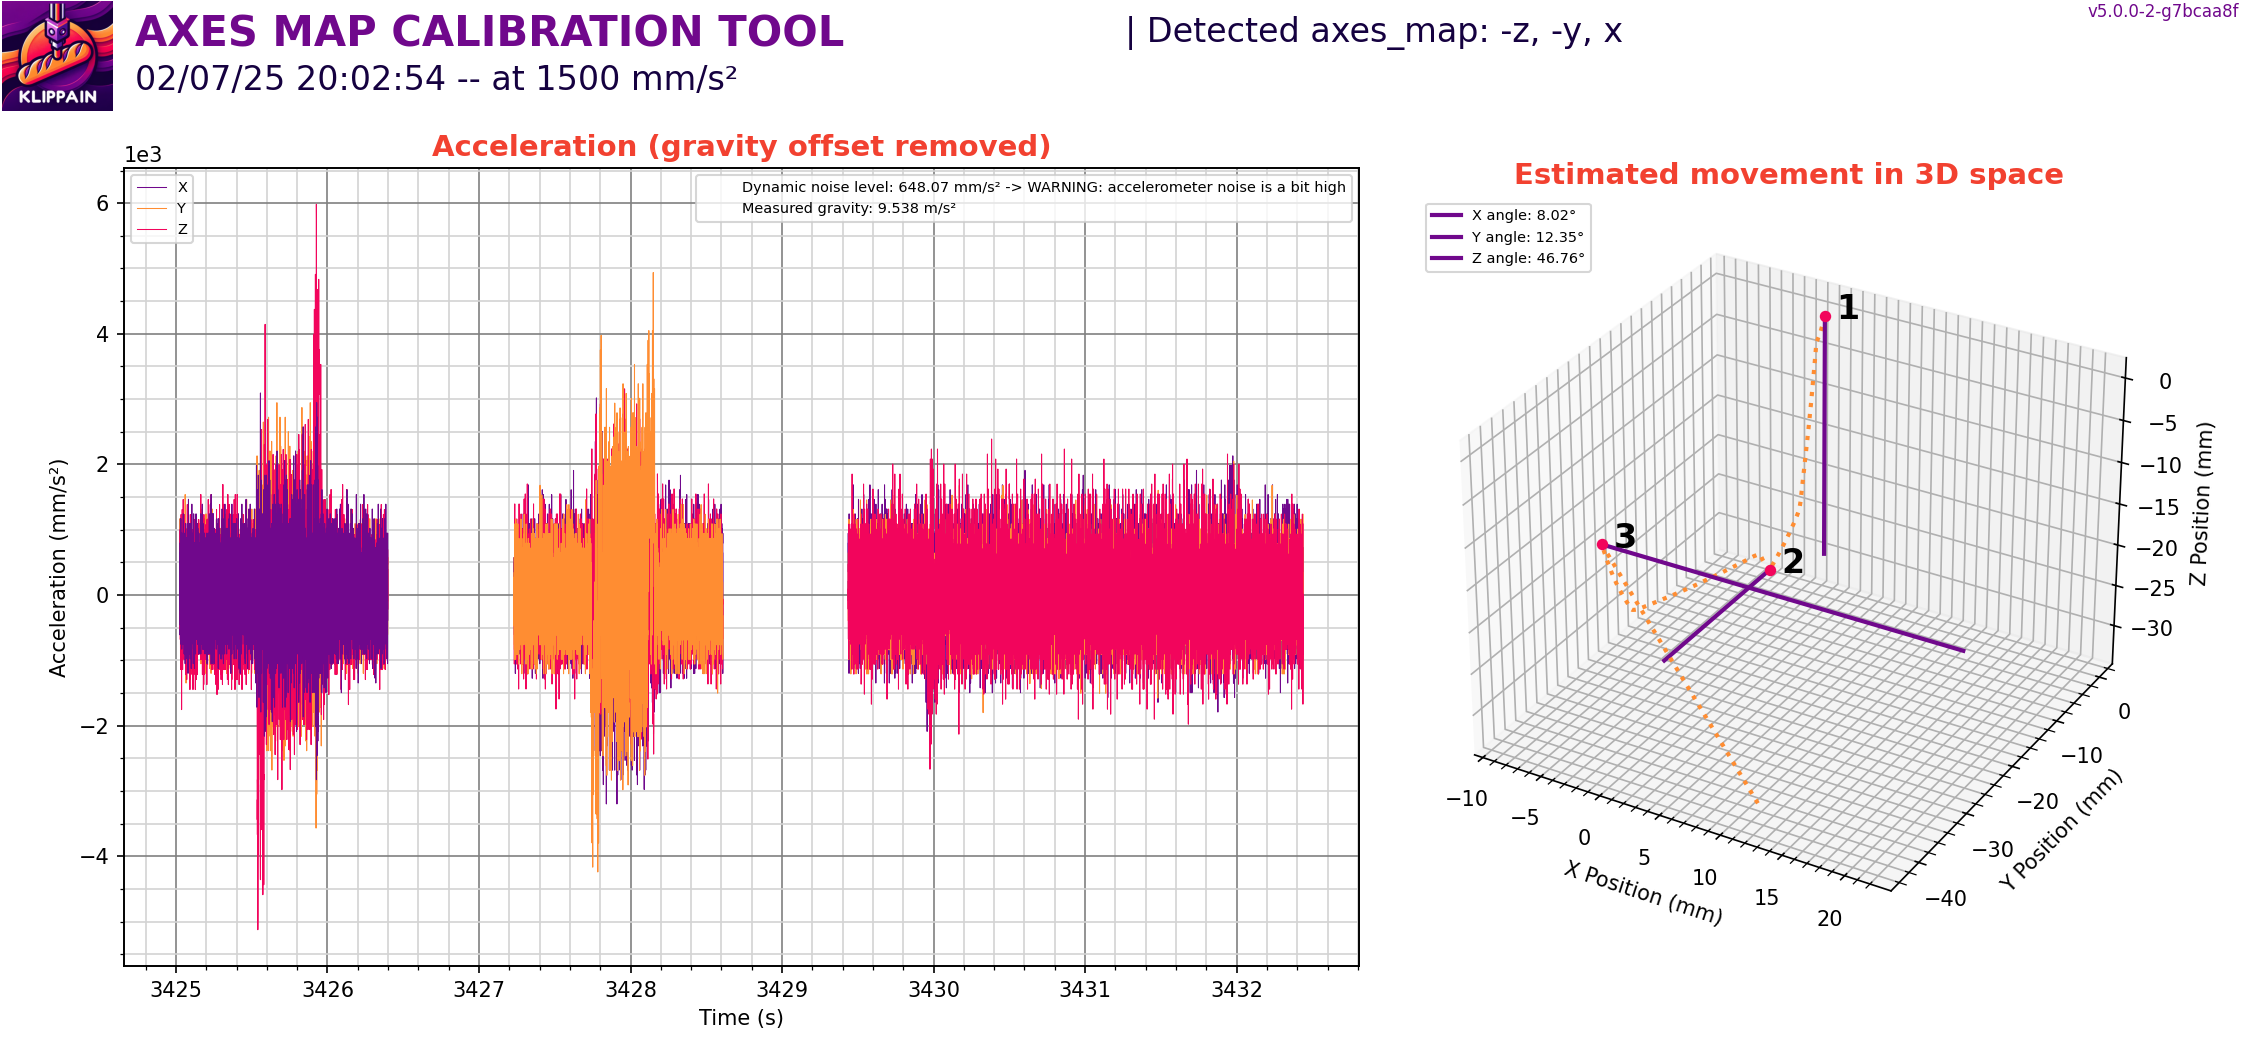 KLIPPAIN
AXES MAP CALIBRATION TOOL
| Detected axes_map: -z, -y, x
v5.0.0-2-g7bcaa8f
02/07/25 20:02:54 -- at 1500 mm/s²
Acceleration (gravity offset removed)
1e3
X
Y
Z
Dynamic noise level: 648.07 mm/s² -> WARNING: accelerometer noise is a bit high
Measured gravity: 9.538 m/s²
Acceleration (mm/s²)
6
4
2
0
−2
−4
3425
3426
3427
3428
3429
3430
3431
3432
Time (s)
Estimated movement in 3D space
X angle: 8.02°
Y angle: 12.35°
Z angle: 46.76°
1
2
3
0
−5
−10
−15
−20
−25
−30
Z Position (mm)
0
−10
−20
−30
−40
Y Position (mm)
−10
−5
0
5
10
15
20
X Position (mm)